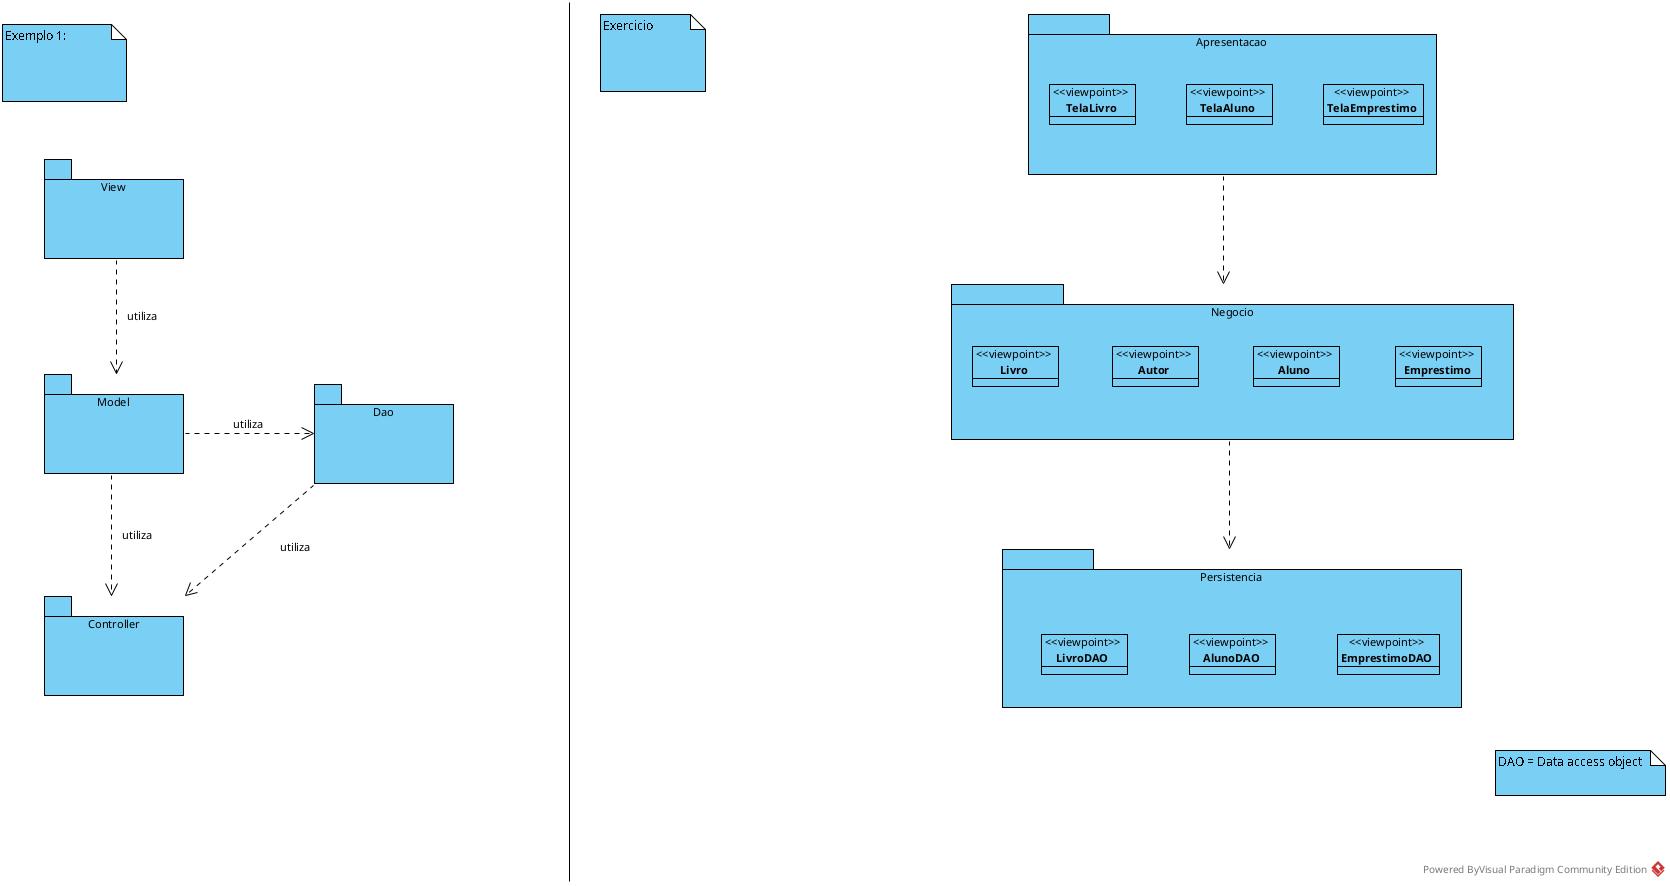 Exemplo 1:
View
utiliza
Model
utiliza
Dao
utiliza
utiliza
Controller
Exercicio
Apresentacao
<<viewpoint>>
TelaLivro
<<viewpoint>>
TelaAluno
<<viewpoint>>
TelaEmprestimo
Negocio
<<viewpoint>>
Livro
<<viewpoint>>
Autor
<<viewpoint>>
Aluno
<<viewpoint>>
Emprestimo
Persistencia
<<viewpoint>>
LivroDAO
<<viewpoint>>
AlunoDAO
<<viewpoint>>
EmprestimoDAO
DAO = Data access object
Powered ByVisual Paradigm Community Edition